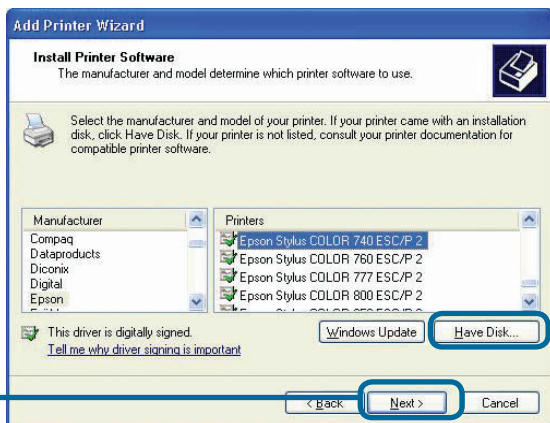 Add Printer Wizard
Install Printer Software
The manufacturer and model determine which printer software to use.
Select the manufacturer and model of your printer. If your printer came with an installation
disk, click Have Disk. If your printer is not listed, consult your printer documentation for
compatible printer software.
Manufacturer
Compaq
Dataproducts
Diconix
Digital
Epson
Printers
Epson Stylus COLOR 740 ESC/P 2
Epson Stylus COLOR 760 ESC/P 2
Epson Stylus COLOR 777 ESC/P 2
Epson Stylus COLOR 800 ESC/P 2
This driver is digitally signed.
Tell me why driver signing is important
Windows Update
Have Disk...
< Back
Next >
Cancel